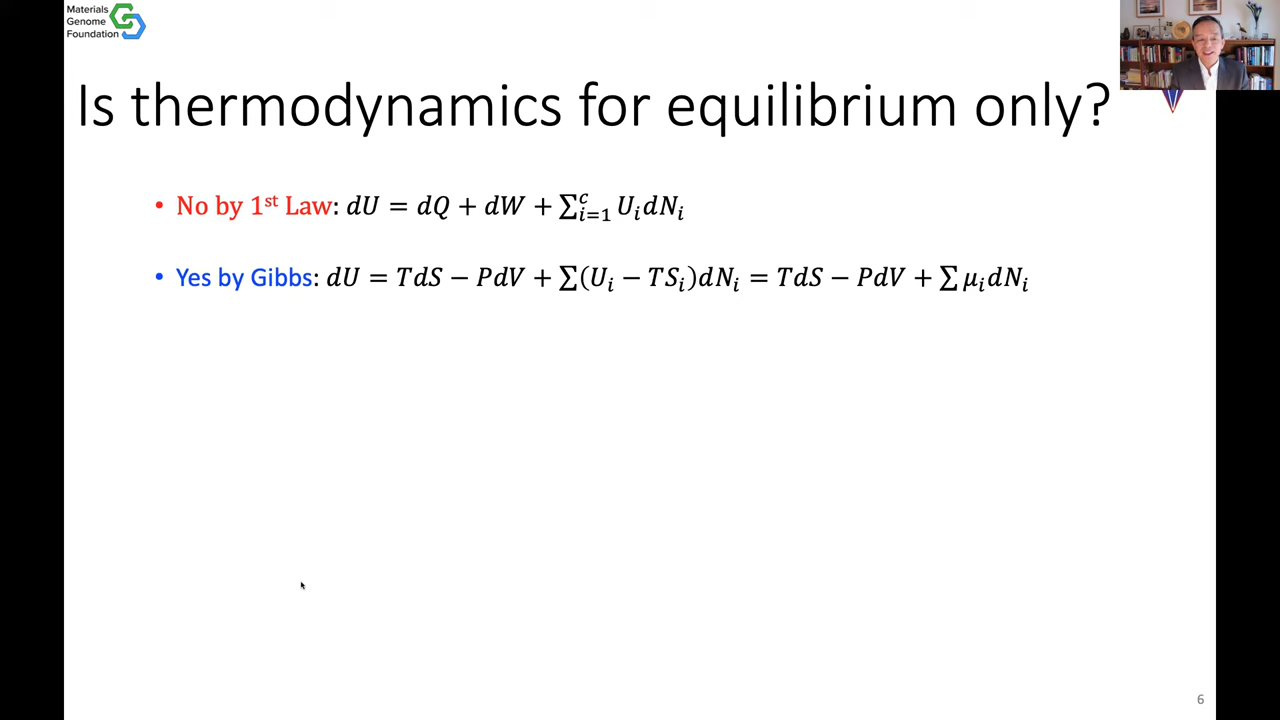 Materials
Genome
Foundation
Is thermodynamics for equilibrium only?
• No by 1st Law: dU = dQ + dW + ∑ᶜᵢ₌₁ UᵢdNᵢ
• Yes by Gibbs: dU = TdS − PdV + ∑(Uᵢ − TSᵢ)dNᵢ = TdS − PdV + ∑ μᵢdNᵢ
6